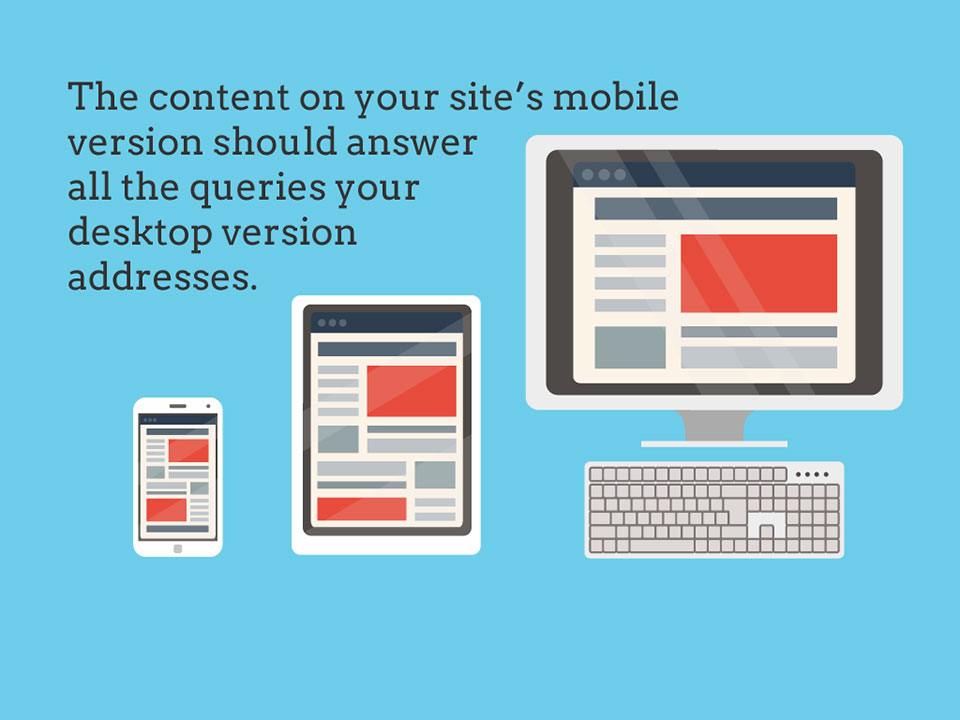 The content on your site’s mobile
version should answer
all the queries your
desktop version
addresses.